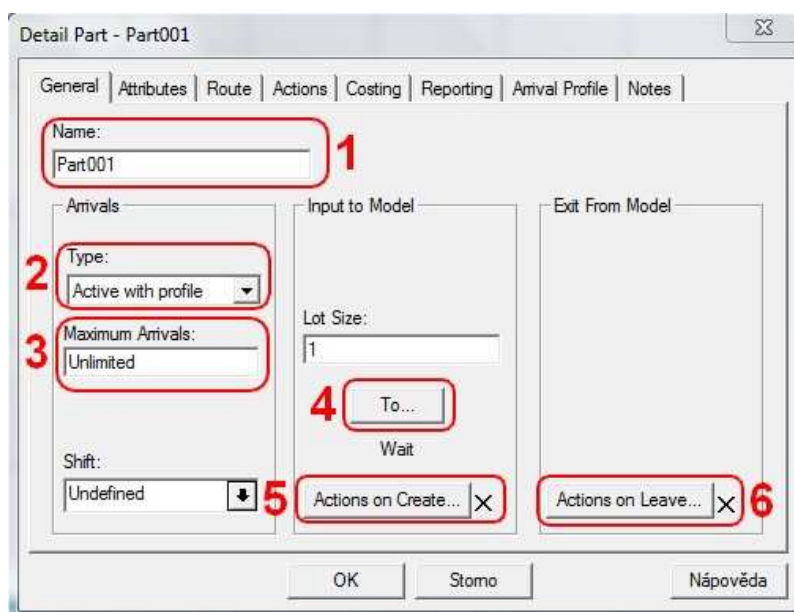 Detail Part - Part001
General Attributes Route Actions Costing Reporting Arrival Profile Notes
Name:
Part001
1
Arrivals
Input to Model
Exit From Model
2
Type:
Active with profile
3
Maximum Arrivals:
Unlimited
Lot Size:
1
4
To...
Wait
Shift:
Undefined
5
Actions on Create...
Actions on Leave...
6
OK
Storno
Nápověda